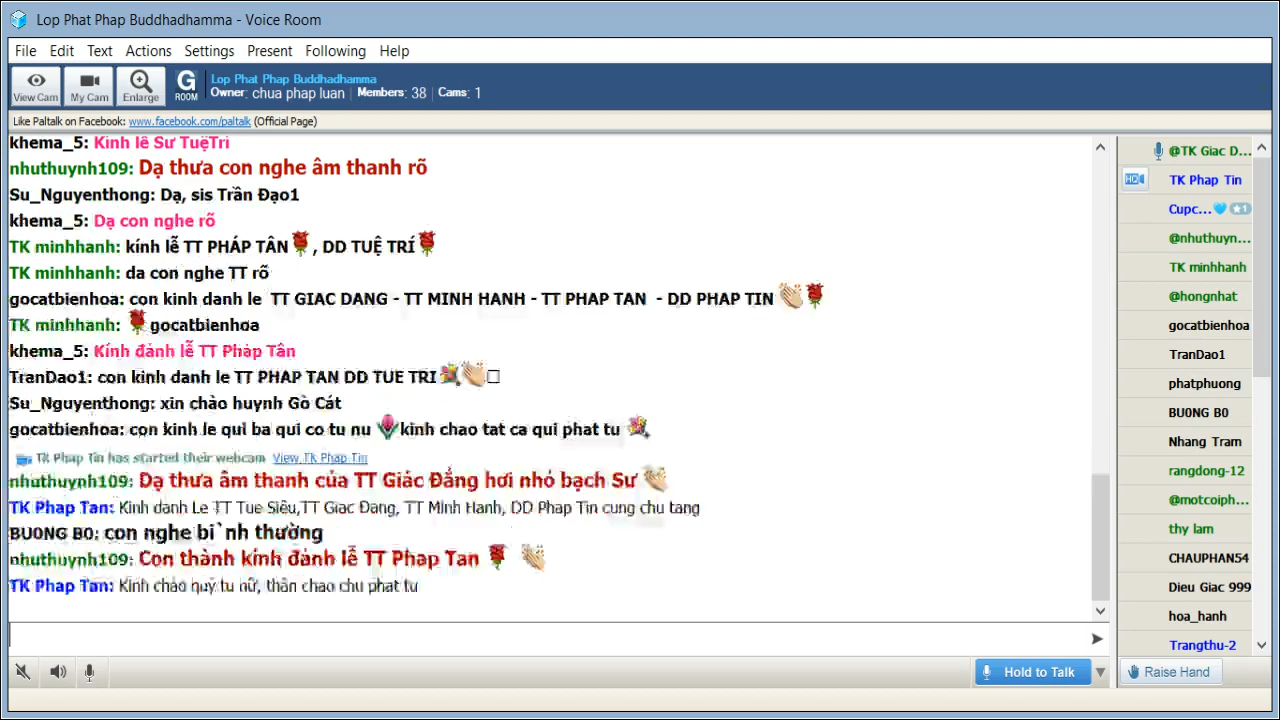 Lop Phat Phap Buddhadhamma - Voice Room
File Edit Text Actions Settings Present Following Help
View Cam My Cam Enlarge G ROOM
Lop Phat Phap Buddhadhamma
Owner: chua phap luan | Members: 38 | Cams: 1
Like Paltalk on Facebook: www.facebook.com/paltalk (Official Page)
khema_5: Kính lễ Sư TuệTri
nhuthuynh109: Dạ thưa con nghe âm thanh rõ
Su_Nguyenthong: Dạ, sis Trần Đạo1
khema_5: Dạ con nghe rõ
TK minhhanh: kính lễ TT PHÁP TÂN, DD TUỆ TRÍ
TK minhhanh: da con nghe TT rõ
gocatbienhoa: con kinh danh le TT GIAC DANG - TT MINH HANH - TT PHAP TAN - DD PHAP TIN
TK minhhanh: gocatbienhoa
khema_5: Kính đảnh lễ TT Pháp Tân
TranDao1: con kinh danh le TT PHAP TAN DD TUE TRI
Su_Nguyenthong: xin chào huynh Gò Cát
gocatbienhoa: con kinh le qui ba qui co tu nu kinh chao tat ca qui phat tu
TK Phap Tin has started their webcam View TK Phap Tin
nhuthuynh109: Dạ thưa âm thanh của TT Giác Đẳng hơi nhỏ bạch Sư
TK Phap Tan: Kinh danh Le TT Tue Siêu,TT Giac Đang, TT Minh Hanh, DD Phap Tin cung chu tang
BU0NG B0: con nghe bi`nh thường
nhuthuynh109: Con thành kính đảnh lễ TT Phap Tan
TK Phap Tan: Kinh chào quý tu nữ, thân chao chu phat tu
Hold to Talk
@TK Giac D...
TK Phap Tin
Cupc...
@nhuthuyn...
TK minhhanh
@hongnhat
gocatbienhoa
TranDao1
phatphuong
BU0NG B0
Nhang Tram
rangdong-12
@motcoiph...
thy lam
CHAUPHAN54
Dieu Giac 999
hoa_hanh
Trangthu-2
Raise Hand